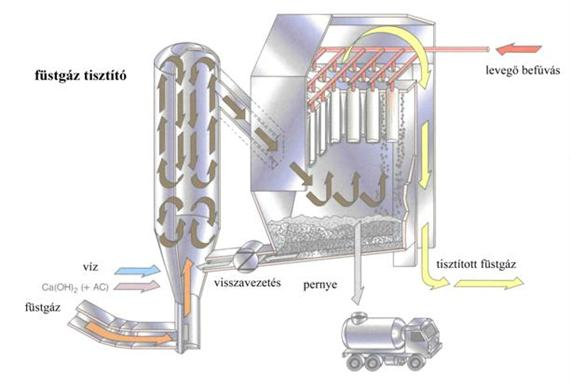 füstgáz tisztító
levegő befúvás
víz
Ca(OH)₂ (+ AC)
füstgáz
visszavezetés
pernye
tisztított füstgáz